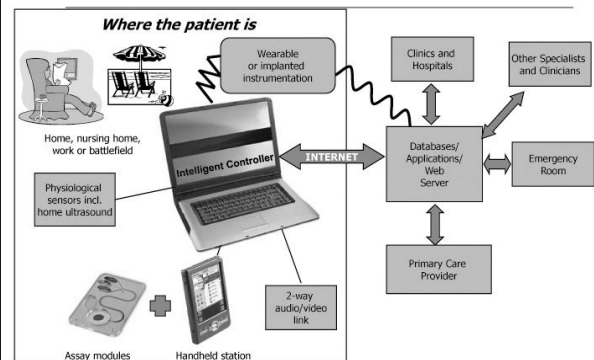 Where the patient is
Wearable
or implanted
instrumentation
Clinics and
Hospitals
Other Specialists
and Clinicians
Home, nursing home,
work or battlefield
Intelligent Controller
INTERNET
Databases/
Applications/
Web
Server
Emergency
Room
Physiological
sensors incl.
home ultrasound
Primary Care
Provider
2-way
audio/video
link
Assay modules
Handheld station